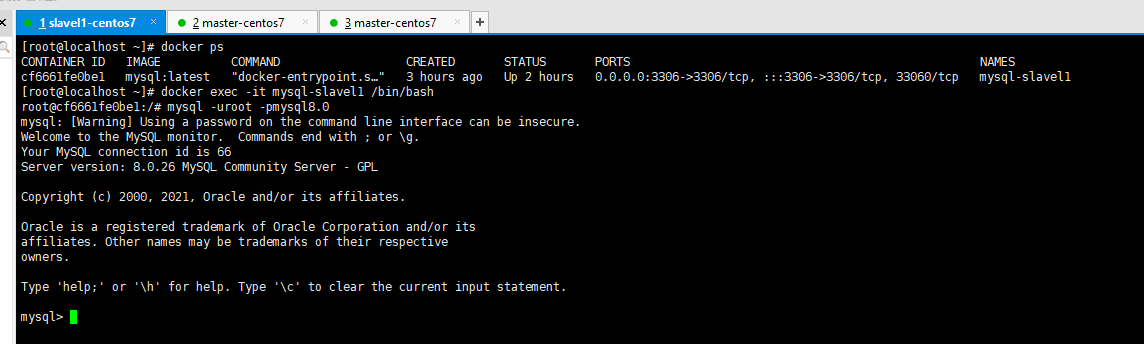 1 slavel1-centos7 × 2 master-centos7 × 3 master-centos7 × +
[root@localhost ~]# docker ps
CONTAINER ID   IMAGE          COMMAND                  CREATED       STATUS       PORTS                                                  NAMES
cf6661fe0be1   mysql:latest   "docker-entrypoint.s…"   3 hours ago   Up 2 hours   0.0.0.0:3306->3306/tcp, :::3306->3306/tcp, 33060/tcp   mysql-slavel1
[root@localhost ~]# docker exec -it mysql-slavel1 /bin/bash
root@cf6661fe0be1:/# mysql -uroot -pmysql8.0
mysql: [Warning] Using a password on the command line interface can be insecure.
Welcome to the MySQL monitor.  Commands end with ; or \g.
Your MySQL connection id is 66
Server version: 8.0.26 MySQL Community Server - GPL
Copyright (c) 2000, 2021, Oracle and/or its affiliates.
Oracle is a registered trademark of Oracle Corporation and/or its
affiliates. Other names may be trademarks of their respective
owners.
Type 'help;' or '\h' for help. Type '\c' to clear the current input statement.
mysql>